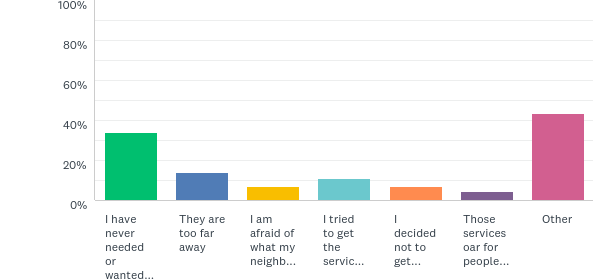 100%
80%
60%
40%
20%
0%
I have
never
needed
or
wanted...
They are
too far
away
I am
afraid of
what my
neighb...
I tried
to get
the
servic...
I
decided
not to
get...
Those
services
oar for
people...
Other